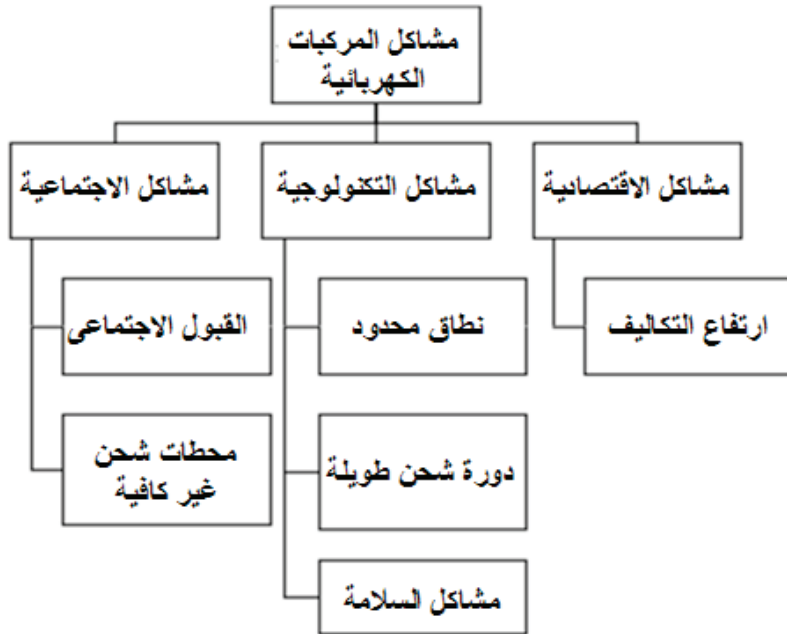 مشاكل المركبات
الكهربائية
مشاكل الاقتصادية
مشاكل التكنولوجية
مشاكل الاجتماعية
ارتفاع التكاليف
نطاق محدود
القبول الاجتماعى
دورة شحن طويلة
محطات شحن
غير كافية
مشاكل السلامة